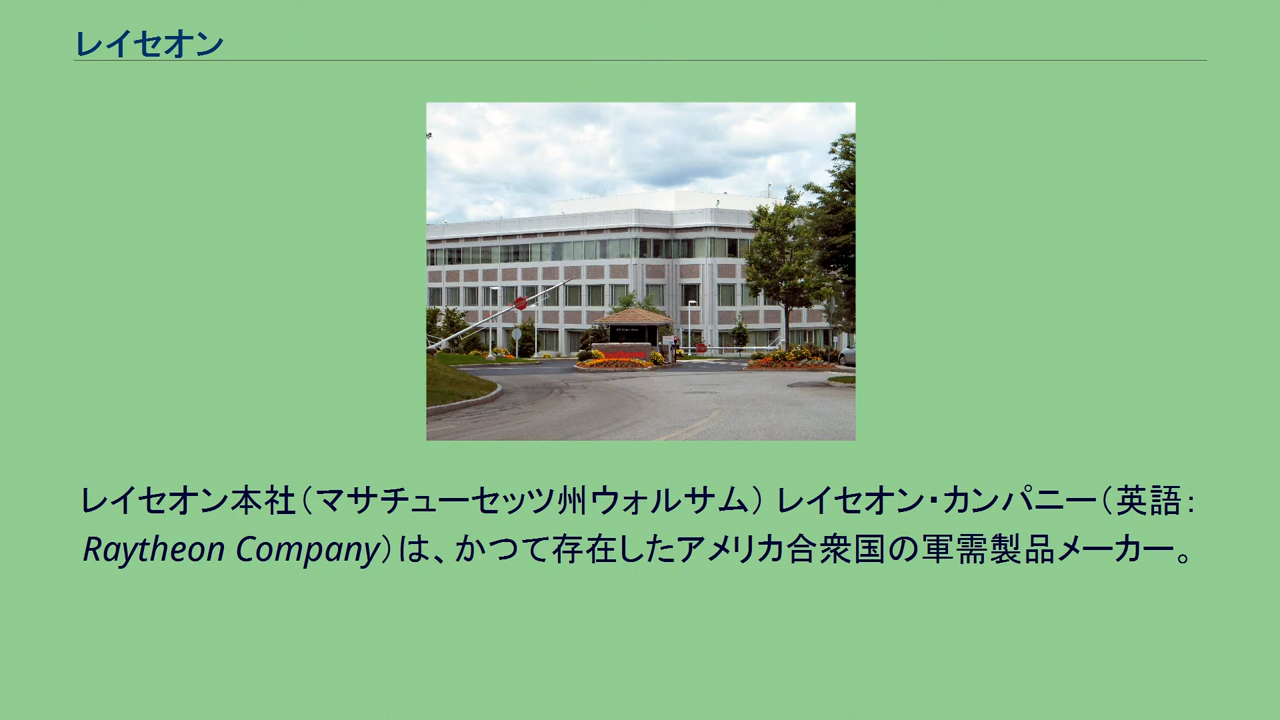 レイセオン
レイセオン本社（マサチューセッツ州ウォルサム） レイセオン・カンパニー（英語：
Raytheon Company）は、かつて存在したアメリカ合衆国の軍需製品メーカー。